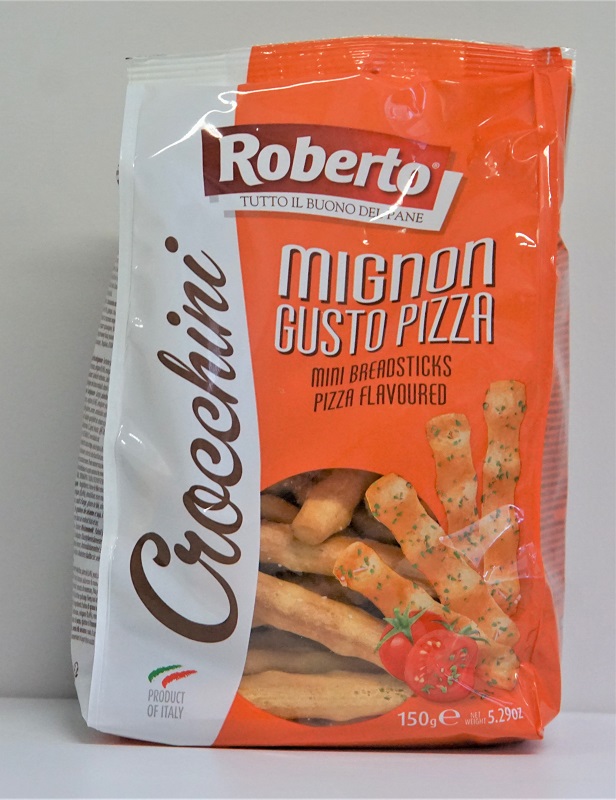 Roberto®
TUTTO IL BUONO DEL PANE
MIGNON
GUSTO PIZZA
MINI BREADSTICKS
PIZZA FLAVOURED
Crocchini
PRODUCT
OF ITALY
150g e NET WEIGHT 5.29oz